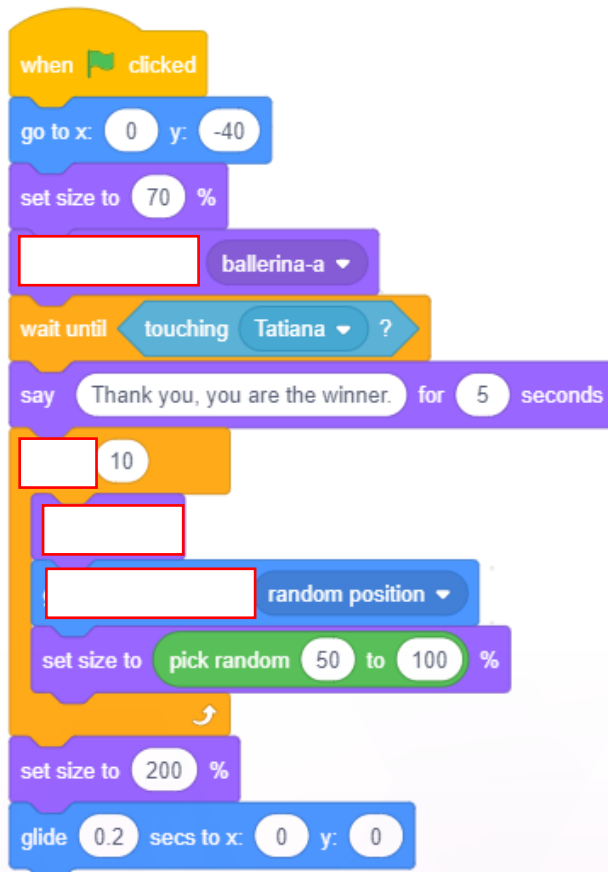 when clicked
go to x: 0 y: -40
set size to 70 %
ballerina-a
wait until touching Tatiana ?
say Thank you, you are the winner. for 5 seconds
10
random position
set size to pick random 50 to 100 %
set size to 200 %
glide 0.2 secs to x: 0 y: 0